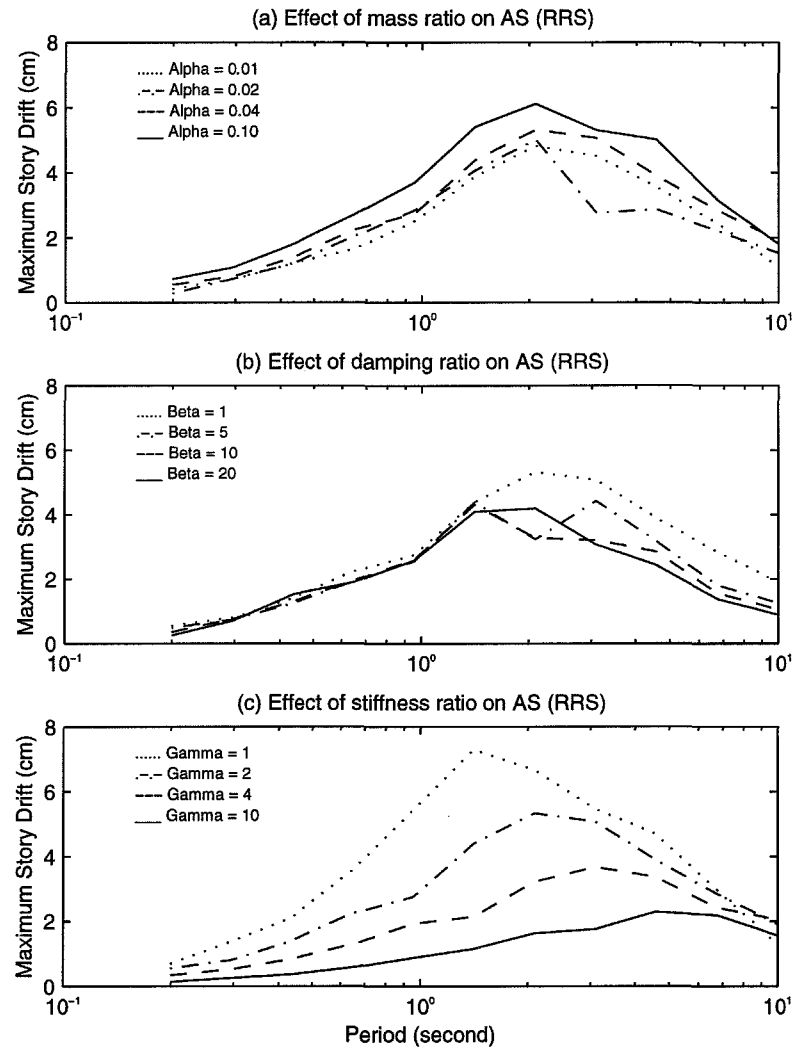 (a) Effect of mass ratio on AS (RRS)
Maximum Story Drift (cm)
8
6
4
2
0
Alpha = 0.01
Alpha = 0.02
Alpha = 0.04
Alpha = 0.10
10⁻¹ 10⁰ 10¹
(b) Effect of damping ratio on AS (RRS)
Maximum Story Drift (cm)
8
6
4
2
0
Beta = 1
Beta = 5
Beta = 10
Beta = 20
10⁻¹ 10⁰ 10¹
(c) Effect of stiffness ratio on AS (RRS)
Maximum Story Drift (cm)
8
6
4
2
0
Gamma = 1
Gamma = 2
Gamma = 4
Gamma = 10
10⁻¹ 10⁰ 10¹
Period (second)